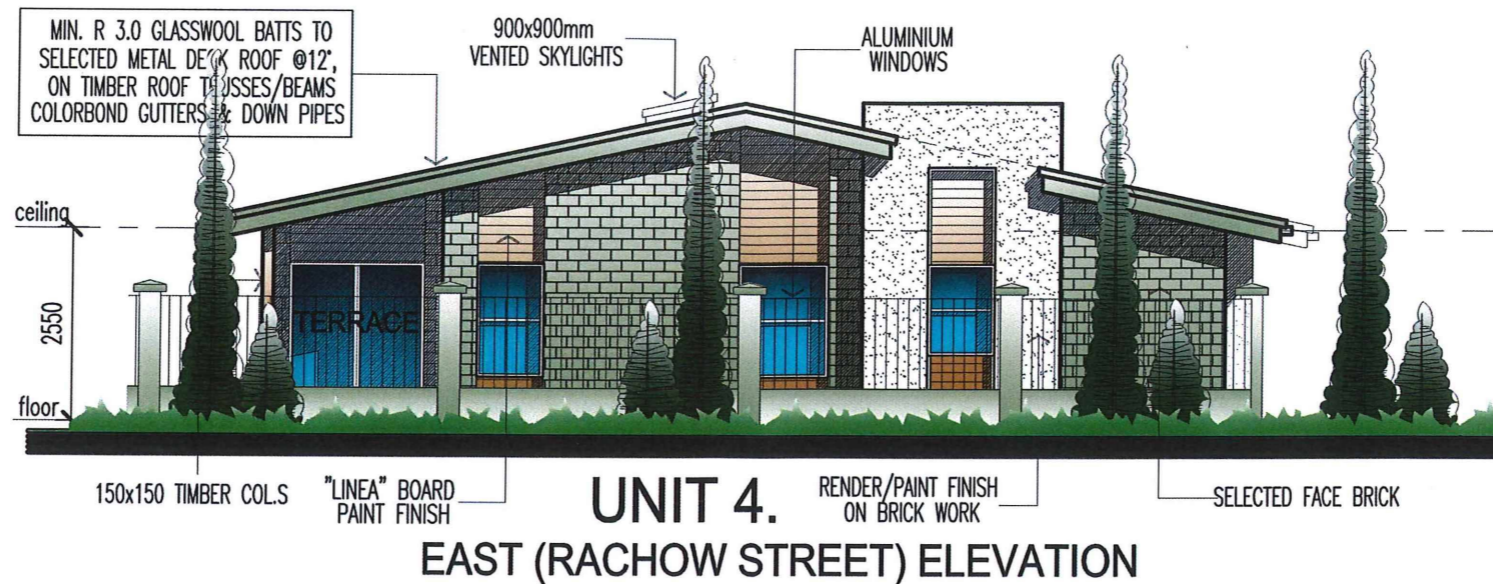 MIN. R 3.0 GLASSWOOL BATTS TO
SELECTED METAL DECK ROOF @12°,
ON TIMBER ROOF TRUSSES/BEAMS
COLORBOND GUTTERS & DOWN PIPES
900x900mm
VENTED SKYLIGHTS
ALUMINIUM
WINDOWS
ceiling
2550
floor
TERRACE
150x150 TIMBER COL.S
"LINEA" BOARD
PAINT FINISH
RENDER/PAINT FINISH
ON BRICK WORK
SELECTED FACE BRICK
UNIT 4.
EAST (RACHOW STREET) ELEVATION